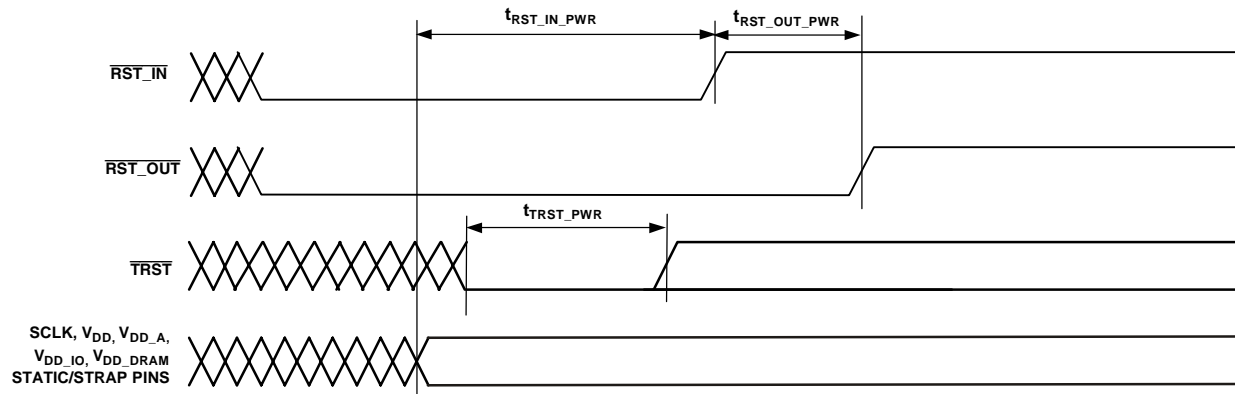 tRST_IN_PWR
tRST_OUT_PWR
RST_IN
RST_OUT
tTRST_PWR
TRST
SCLK, VDD, VDD_A,
VDD_IO, VDD_DRAM
STATIC/STRAP PINS